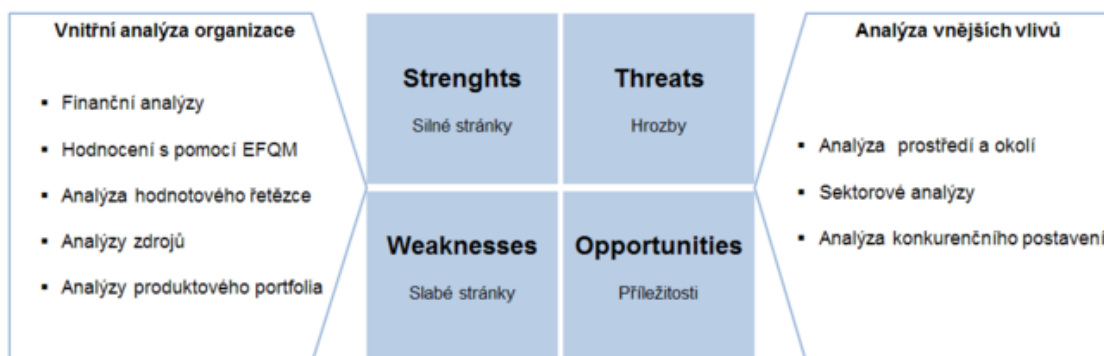 Vnitřní analýza organizace
▪ Finanční analýzy
▪ Hodnocení s pomocí EFQM
▪ Analýza hodnotového řetězce
▪ Analýzy zdrojů
▪ Analýzy produktového portfolia
Strenghts
Silné stránky
Threats
Hrozby
Weaknesses
Slabé stránky
Opportunities
Příležitosti
Analýza vnějších vlivů
▪ Analýza prostředí a okolí
▪ Sektorové analýzy
▪ Analýza konkurenčního postavení